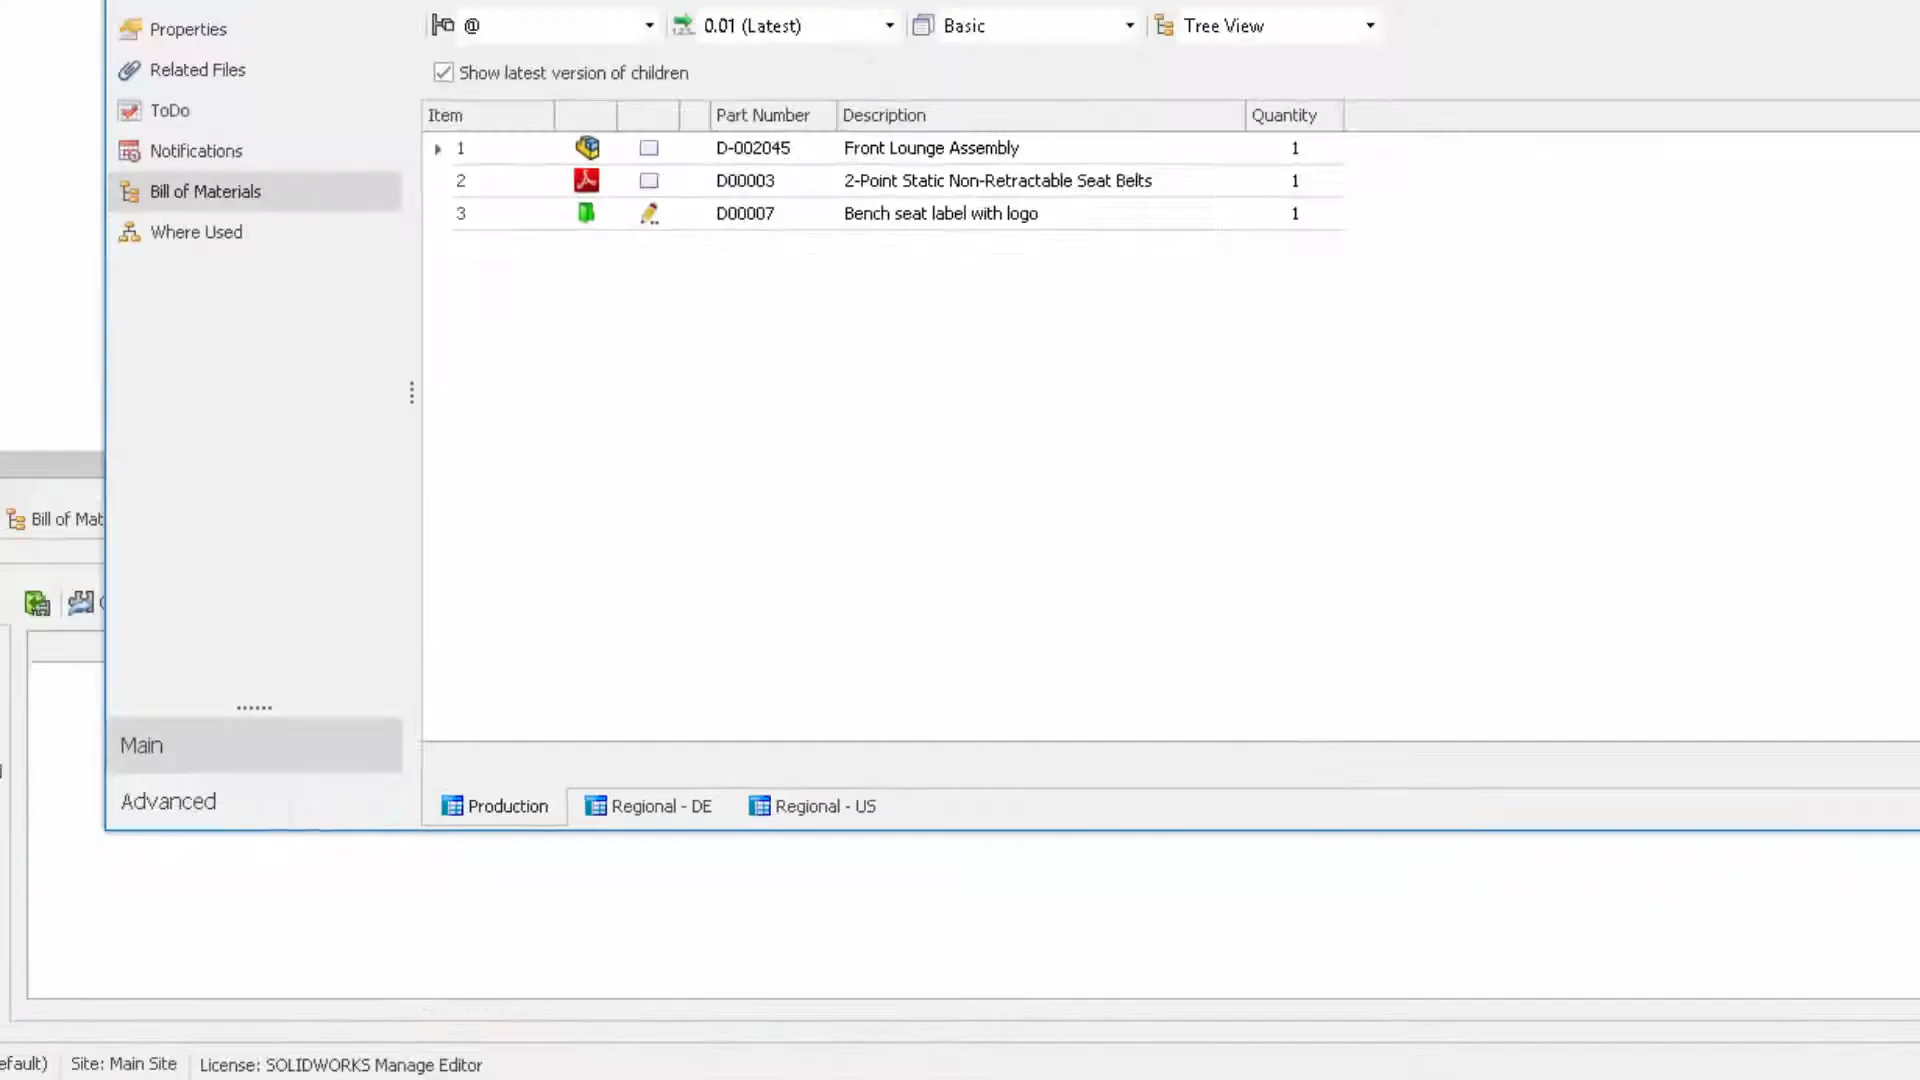 Properties
@ 0.01 (Latest) Basic Tree View
Related Files
Show latest version of children
ToDo
Item Part Number Description Quantity
Notifications
1 D-002045 Front Lounge Assembly 1
Bill of Materials
2 D00003 2-Point Static Non-Retractable Seat Belts 1
3 D00007 Bench seat label with logo 1
Where Used
Bill of Mat
Main
Advanced
Production Regional - DE Regional - US
efault) Site: Main Site License: SOLIDWORKS Manage Editor